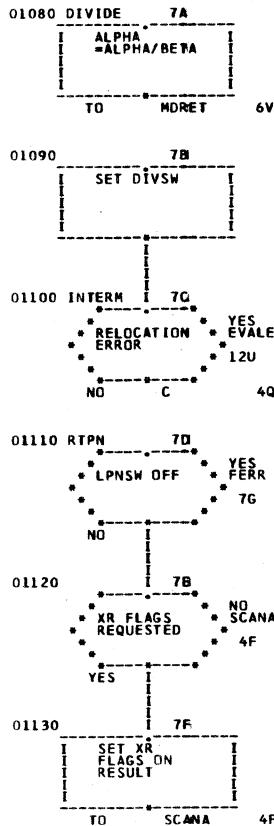 01080 DIVIDE 7A
ALPHA
=ALPHA/BETA
TO MDRET 6V
01090 7B
SET DIVSW
01100 INTERM 7C
RELOCATION YES
ERROR EVALE
12U
NO C 4Q
01110 RTPN 7D
LPNSW OFF YES
FERR
7G
NO
01120 7B
XR FLAGS NO
REQUESTED SCANA
4F
YES
01130 7F
SET XR
FLAGS ON
RESULT
TO SCANA 4F